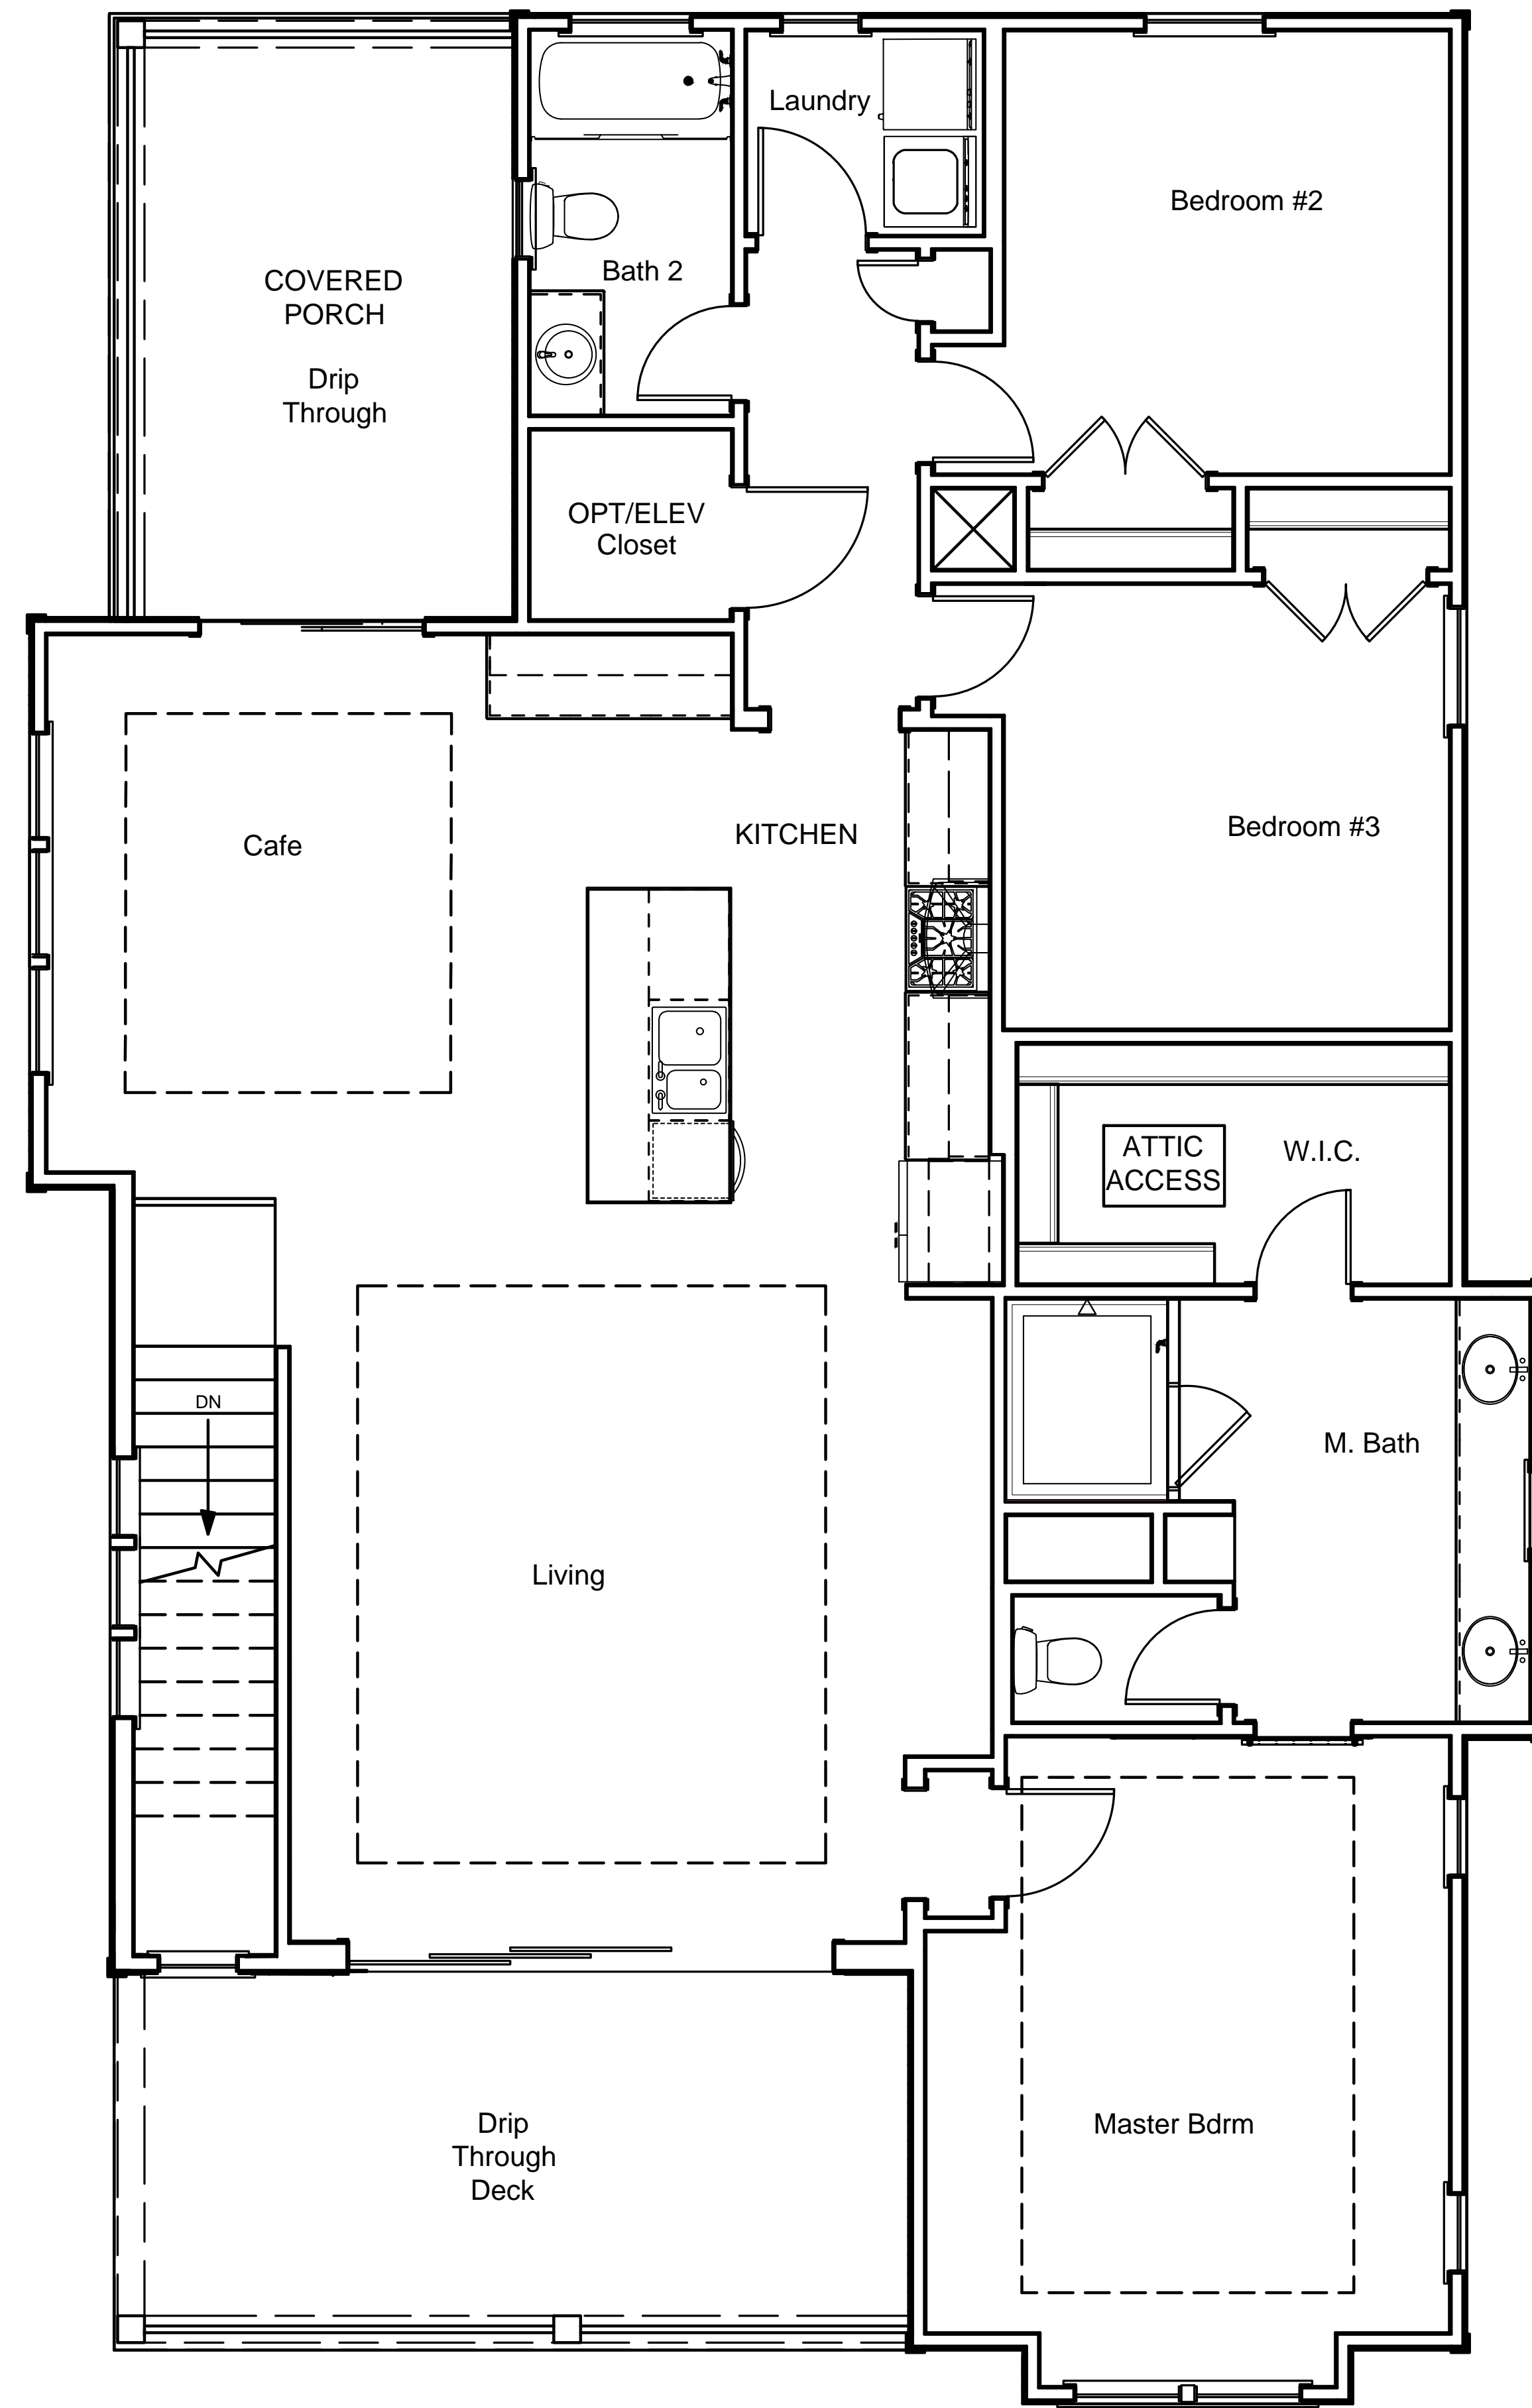 Laundry
Bedroom #2
Bath 2
COVERED
PORCH
Drip
Through
OPT/ELEV
Closet
Cafe
KITCHEN
Bedroom #3
ATTIC
ACCESS
W.I.C.
DN
M. Bath
Living
Drip
Through
Deck
Master Bdrm